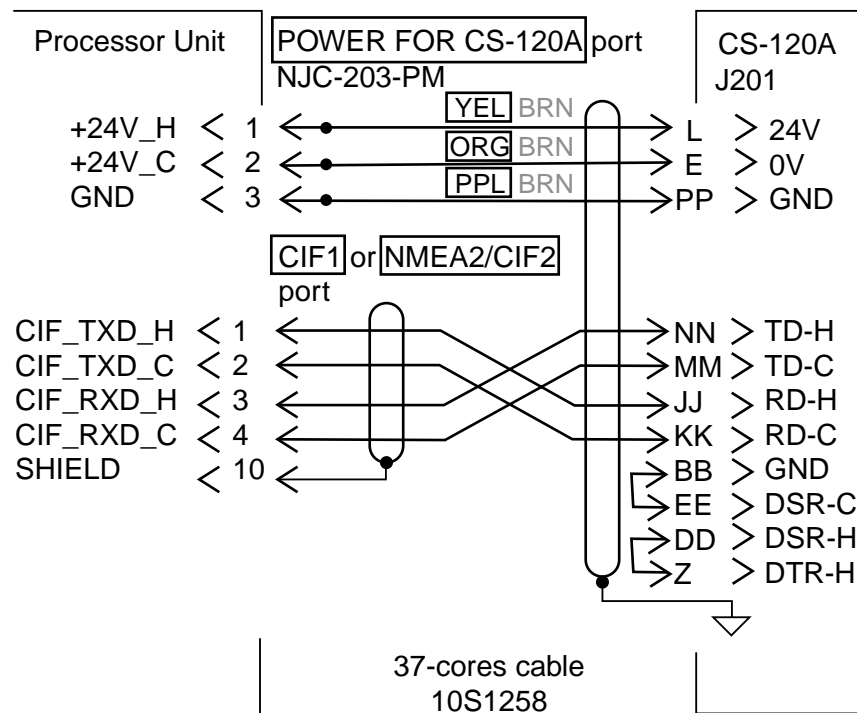 Processor Unit
POWER FOR CS-120A port
NJC-203-PM
CS-120A
J201
+24V_H 1 YEL BRN L 24V
+24V_C 2 ORG BRN E 0V
GND 3 PPL BRN PP GND
CIF1 or NMEA2/CIF2
port
CIF_TXD_H 1 NN TD-H
CIF_TXD_C 2 MM TD-C
CIF_RXD_H 3 JJ RD-H
CIF_RXD_C 4 KK RD-C
SHIELD 10 BB GND
EE DSR-C
DD DSR-H
Z DTR-H
37-cores cable
10S1258